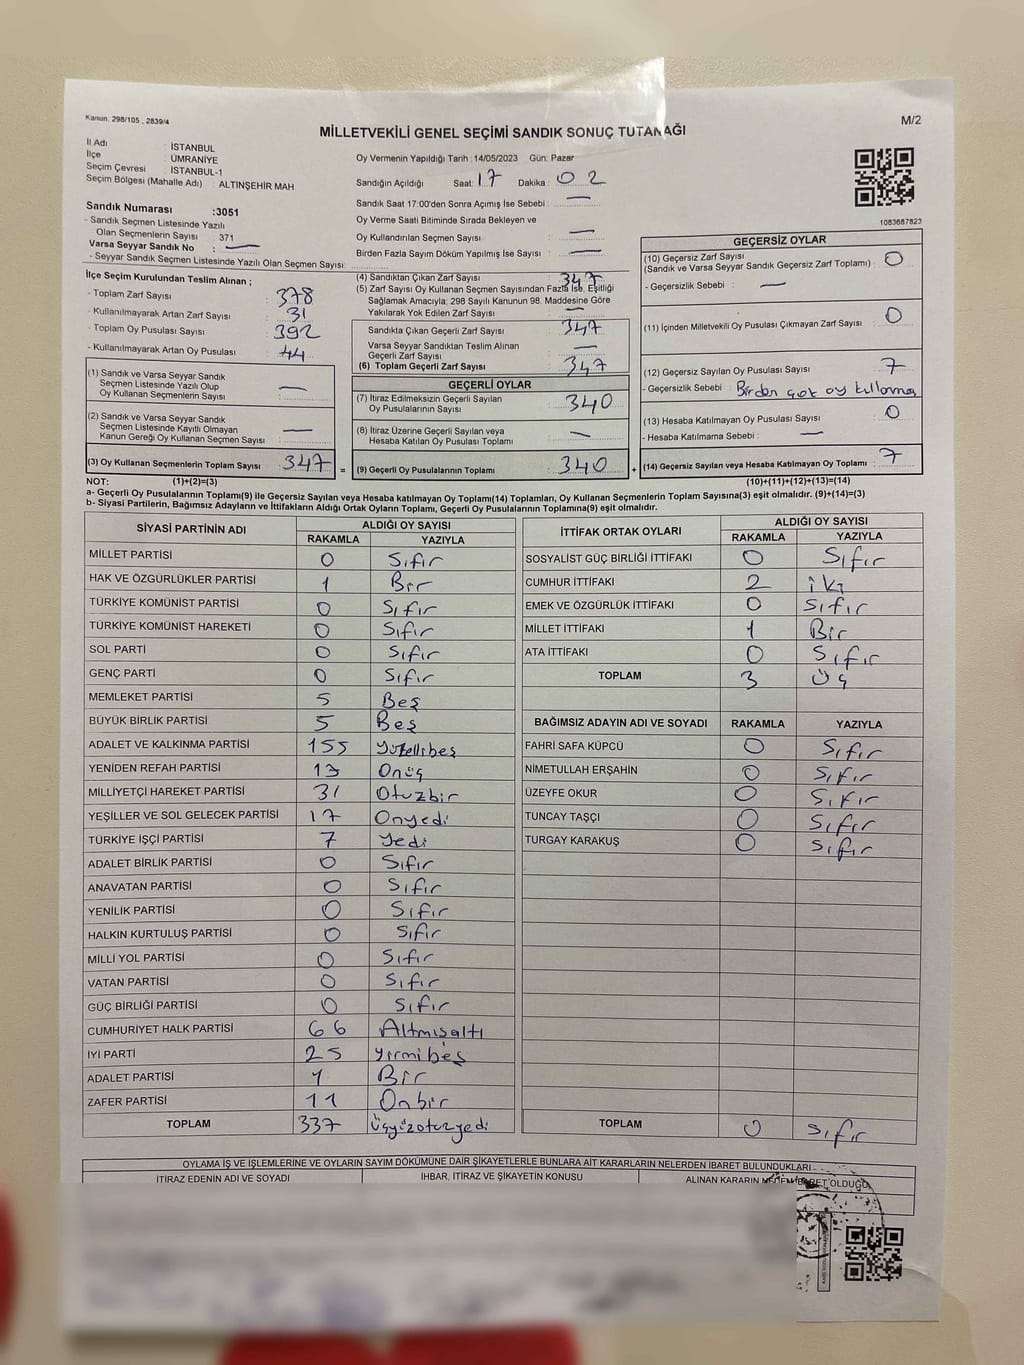 Kanun. 298/105 , 2839/4
M/2
MİLLETVEKİLİ GENEL SEÇİMİ SANDIK SONUÇ TUTANAĞI
İl Adı : İSTANBUL
İlçe : ÜMRANİYE
Seçim Çevresi : İSTANBUL-1
Seçim Bölgesi (Mahalle Adı) : ALTINŞEHİR MAH
Oy Vermenin Yapıldığı Tarih : 14/05/2023 Gün: Pazar
Sandığın Açıldığı Saat: 17 Dakika : 02
Sandık Saat 17:00'den Sonra Açımış İse Sebebi : —
Oy Verme Saati Bitiminde Sırada Bekleyen ve
Oy Kullandırılan Seçmen Sayısı : —
Birden Fazla Sayım Döküm Yapılmış İse Sayısı : —
1083687823
Sandık Numarası :3051
- Sandık Seçmen Listesinde Yazılı
Olan Seçmenlerin Sayısı : 371
Varsa Seyyar Sandık No : —
- Seyyar Sandık Seçmen Listesinde Yazılı Olan Seçmen Sayısı:
İlçe Seçim Kurulundan Teslim Alınan ;
- Toplam Zarf Sayısı : 378
- Kullanılmayarak Artan Zarf Sayısı : 31
- Toplam Oy Pusulası Sayısı : 392
- Kullanılmayarak Artan Oy Pusulası : 44
(1) Sandık ve Varsa Seyyar Sandık
Seçmen Listesinde Yazılı Olup
Oy Kullanan Seçmenlerin Sayısı : —
(2) Sandık ve Varsa Seyyar Sandık
Seçmen Listesinde Kayıtlı Olmayan
Kanun Gereği Oy Kullanan Seçmen Sayısı : —
(3) Oy Kullanan Seçmenlerin Toplam Sayısı : 347 =
(4) Sandıktan Çıkan Zarf Sayısı : 347
(5) Zarf Sayısı Oy Kullanan Seçmen Sayısından Fazla İse, Eşitliği
Sağlamak Amacıyla; 298 Sayılı Kanunun 98. Maddesine Göre
Yakılarak Yok Edilen Zarf Sayısı : —
Sandıkta Çıkan Geçerli Zarf Sayısı : 347
Varsa Seyyar Sandıktan Teslim Alınan
Geçerli Zarf Sayısı : —
(6) Toplam Geçerli Zarf Sayısı : 347
GEÇERLİ OYLAR
(7) İtiraz Edilmeksizin Geçerli Sayılan
Oy Pusulalarının Sayısı : 340
(8) İtiraz Üzerine Geçerli Sayılan veya
Hesaba Katılan Oy Pusulası Toplamı : —
(9) Geçerli Oy Pusulalarının Toplamı : 340 +
GEÇERSİZ OYLAR
(10) Geçersiz Zarf Sayısı
(Sandık ve Varsa Seyyar Sandık Geçersiz Zarf Toplamı) : 0
- Geçersizlik Sebebi : —
(11) İçinden Milletvekili Oy Pusulası Çıkmayan Zarf Sayısı : 0
(12) Geçersiz Sayılan Oy Pusulası Sayısı : 7
- Geçersizlik Sebebi : Birden çok oy kullanma
(13) Hesaba Katılmayan Oy Pusulası Sayısı : 0
- Hesaba Katılmama Sebebi : —
(14) Geçersiz Sayılan veya Hesaba Katılmayan Oy Toplamı : 7
NOT: (1)+(2)=(3) (10)+(11)+(12)+(13)=(14)
a- Geçerli Oy Pusulalarının Toplamı(9) ile Geçersiz Sayılan veya Hesaba katılmayan Oy Toplamı(14) Toplamları, Oy Kullanan Seçmenlerin Toplam Sayısına(3) eşit olmalıdır. (9)+(14)=(3)
b- Siyasi Partilerin, Bağımsız Adayların ve İttifakların Aldığı Ortak Oyların Toplamı, Geçerli Oy Pusulalarının Toplamına(9) eşit olmalıdır.
SİYASİ PARTİNİN ADI ALDIĞI OY SAYISI
RAKAMLA YAZIYLA
MİLLET PARTİSİ 0 Sıfır
HAK VE ÖZGÜRLÜKLER PARTİSİ 1 Bir
TÜRKİYE KOMÜNİST PARTİSİ 0 Sıfır
TÜRKİYE KOMÜNİST HAREKETİ 0 Sıfır
SOL PARTİ 0 Sıfır
GENÇ PARTİ 0 Sıfır
MEMLEKET PARTİSİ 5 Beş
BÜYÜK BİRLİK PARTİSİ 5 Beş
ADALET VE KALKINMA PARTİSİ 155 Yüzellibeş
YENİDEN REFAH PARTİSİ 13 Onüç
MİLLİYETÇİ HAREKET PARTİSİ 31 Otuzbir
YEŞİLLER VE SOL GELECEK PARTİSİ 17 Onyedi
TÜRKİYE İŞÇİ PARTİSİ 7 Yedi
ADALET BİRLİK PARTİSİ 0 Sıfır
ANAVATAN PARTİSİ 0 Sıfır
YENİLİK PARTİSİ 0 Sıfır
HALKIN KURTULUŞ PARTİSİ 0 Sıfır
MİLLİ YOL PARTİSİ 0 Sıfır
VATAN PARTİSİ 0 Sıfır
GÜÇ BİRLİĞİ PARTİSİ 0 Sıfır
CUMHURİYET HALK PARTİSİ 66 Altmışaltı
İYİ PARTİ 25 Yirmibeş
ADALET PARTİSİ 1 Bir
ZAFER PARTİSİ 11 Onbir
TOPLAM 337 Üçyüzotuzyedi
İTTİFAK ORTAK OYLARI ALDIĞI OY SAYISI
RAKAMLA YAZIYLA
SOSYALİST GÜÇ BİRLİĞİ İTTİFAKI 0 Sıfır
CUMHUR İTTİFAKI 2 İki
EMEK VE ÖZGÜRLÜK İTTİFAKI 0 Sıfır
MİLLET İTTİFAKI 1 Bir
ATA İTTİFAKI 0 Sıfır
TOPLAM 3 Üç
BAĞIMSIZ ADAYIN ADI VE SOYADI RAKAMLA YAZIYLA
FAHRİ SAFA KÜPCÜ 0 Sıfır
NİMETULLAH ERŞAHİN 0 Sıfır
ÜZEYFE OKUR 0 Sıfır
TUNCAY TAŞÇI 0 Sıfır
TURGAY KARAKUŞ 0 Sıfır
TOPLAM 0 Sıfır
OYLAMA İŞ VE İŞLEMLERİNE VE OYLARIN SAYIM DÖKÜMÜNE DAİR ŞİKAYETLERLE BUNLARA AİT KARARLARIN NELERDEN İBARET BULUNDUKLARI
İTİRAZ EDENİN ADI VE SOYADI İHBAR, İTİRAZ VE ŞİKAYETİN KONUSU ALINAN KARARIN NEDEN İBARET OLDUĞU